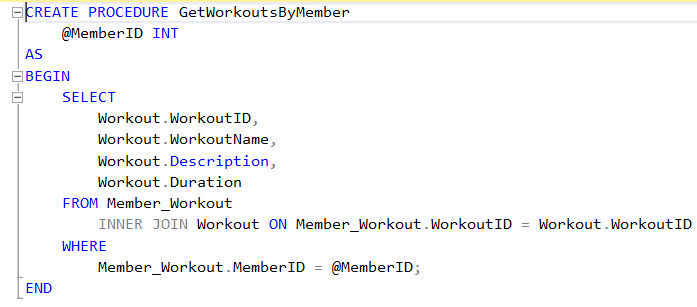 CREATE PROCEDURE GetWorkoutsByMember
    @MemberID INT
AS
BEGIN
    SELECT
        Workout.WorkoutID,
        Workout.WorkoutName,
        Workout.Description,
        Workout.Duration
    FROM Member_Workout
        INNER JOIN Workout ON Member_Workout.WorkoutID = Workout.WorkoutID
    WHERE
        Member_Workout.MemberID = @MemberID;
END